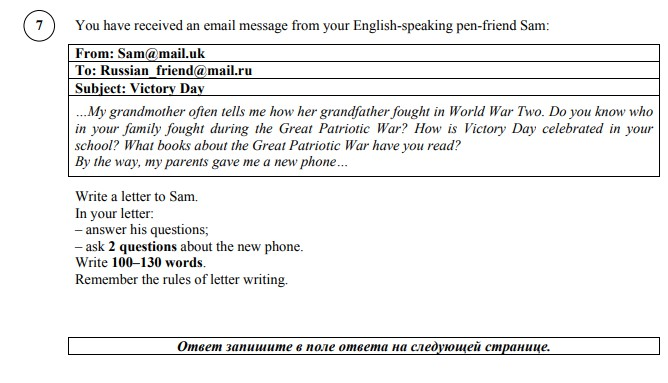 7 You have received an email message from your English-speaking pen-friend Sam:
From: Sam@mail.uk
To: Russian_friend@mail.ru
Subject: Victory Day
…My grandmother often tells me how her grandfather fought in World War Two. Do you know who
in your family fought during the Great Patriotic War? How is Victory Day celebrated in your
school? What books about the Great Patriotic War have you read?
By the way, my parents gave me a new phone…
Write a letter to Sam.
In your letter:
– answer his questions;
– ask 2 questions about the new phone.
Write 100–130 words.
Remember the rules of letter writing.
Ответ запишите в поле ответа на следующей странице.